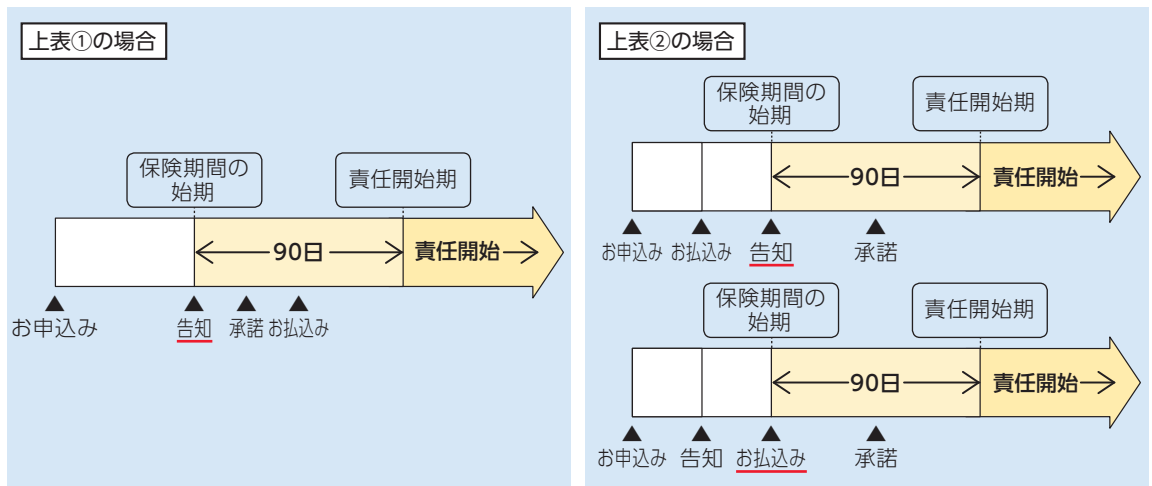 上表①の場合
保険期間の
始期
責任開始期
90日
責任開始
お申込み
告知
承諾
お払込み
上表②の場合
保険期間の
始期
責任開始期
90日
責任開始
お申込み
お払込み
告知
承諾
保険期間の
始期
責任開始期
90日
責任開始
お申込み
告知
お払込み
承諾